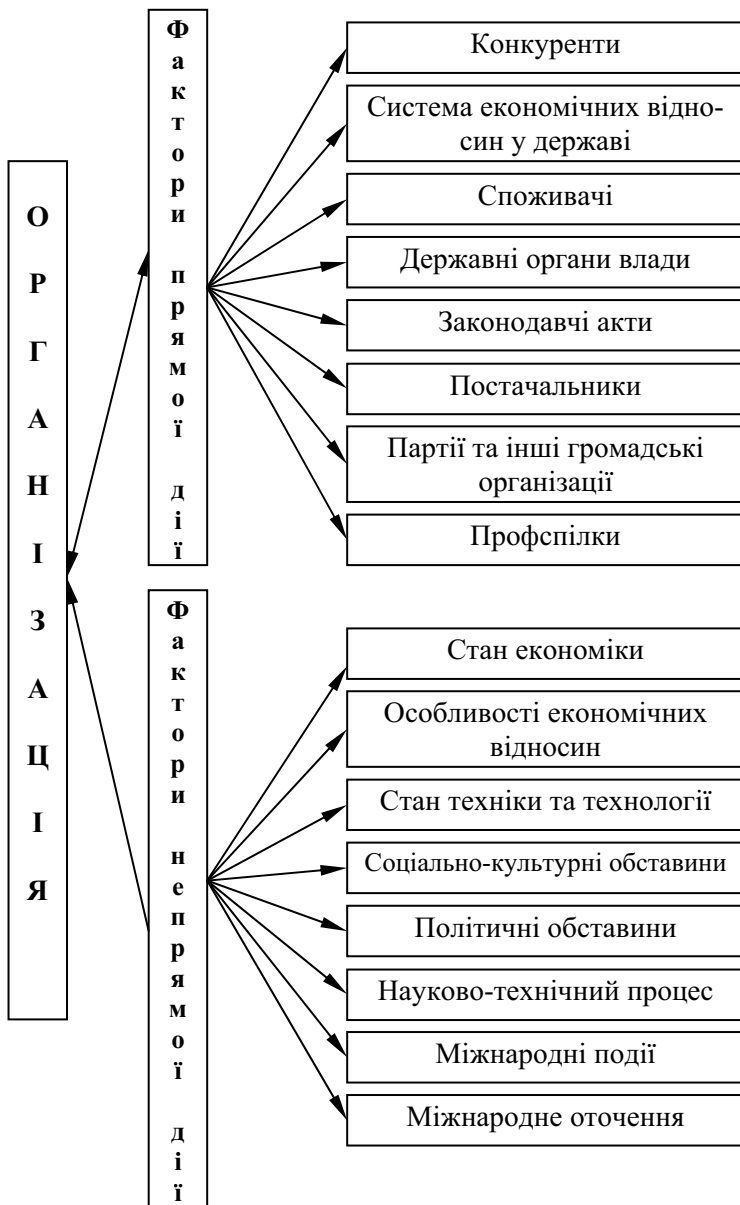 ОРГАНІЗАЦІЯ
Фактори прямої дії
Конкуренти
Система економічних відно-
син у державі
Споживачі
Державні органи влади
Законодавчі акти
Постачальники
Партії та інші громадські
організації
Профспілки
Фактори непрямої дії
Стан економіки
Особливості економічних
відносин
Стан техніки та технології
Соціально-культурні обставини
Політичні обставини
Науково-технічний процес
Міжнародні події
Міжнародне оточення